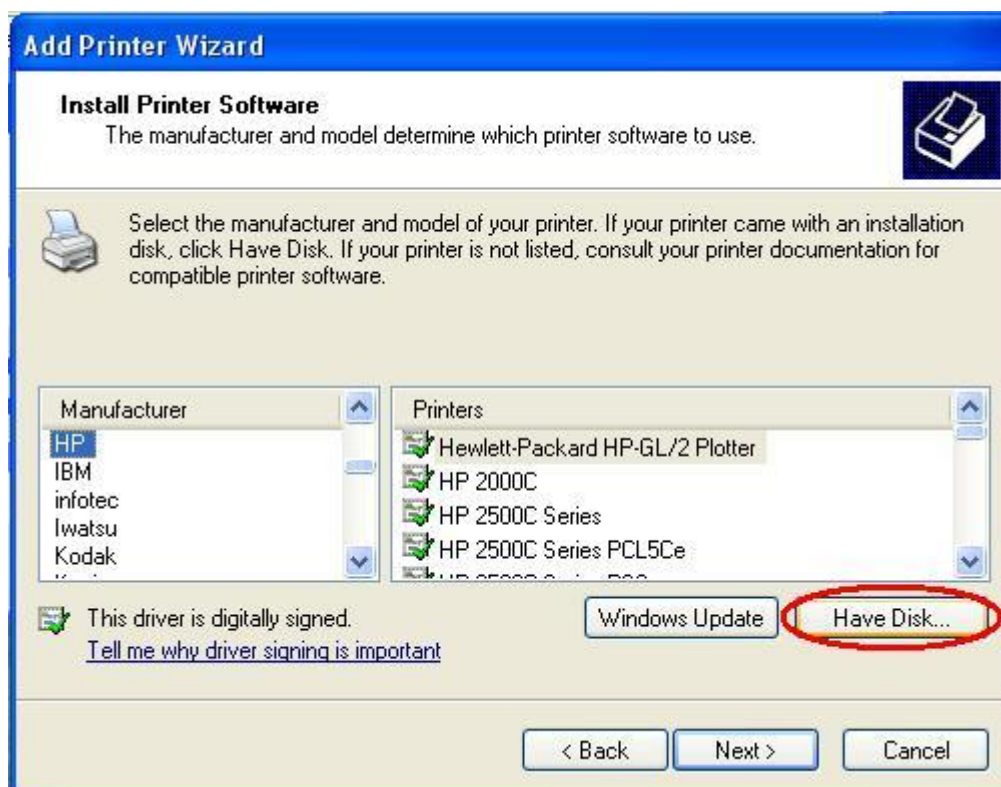 Add Printer Wizard
Install Printer Software
The manufacturer and model determine which printer software to use.
Select the manufacturer and model of your printer. If your printer came with an installation
disk, click Have Disk. If your printer is not listed, consult your printer documentation for
compatible printer software.
Manufacturer
HP
IBM
infotec
Iwatsu
Kodak
Printers
Hewlett-Packard HP-GL/2 Plotter
HP 2000C
HP 2500C Series
HP 2500C Series PCL5Ce
This driver is digitally signed.
Tell me why driver signing is important
Windows Update
Have Disk...
< Back
Next >
Cancel